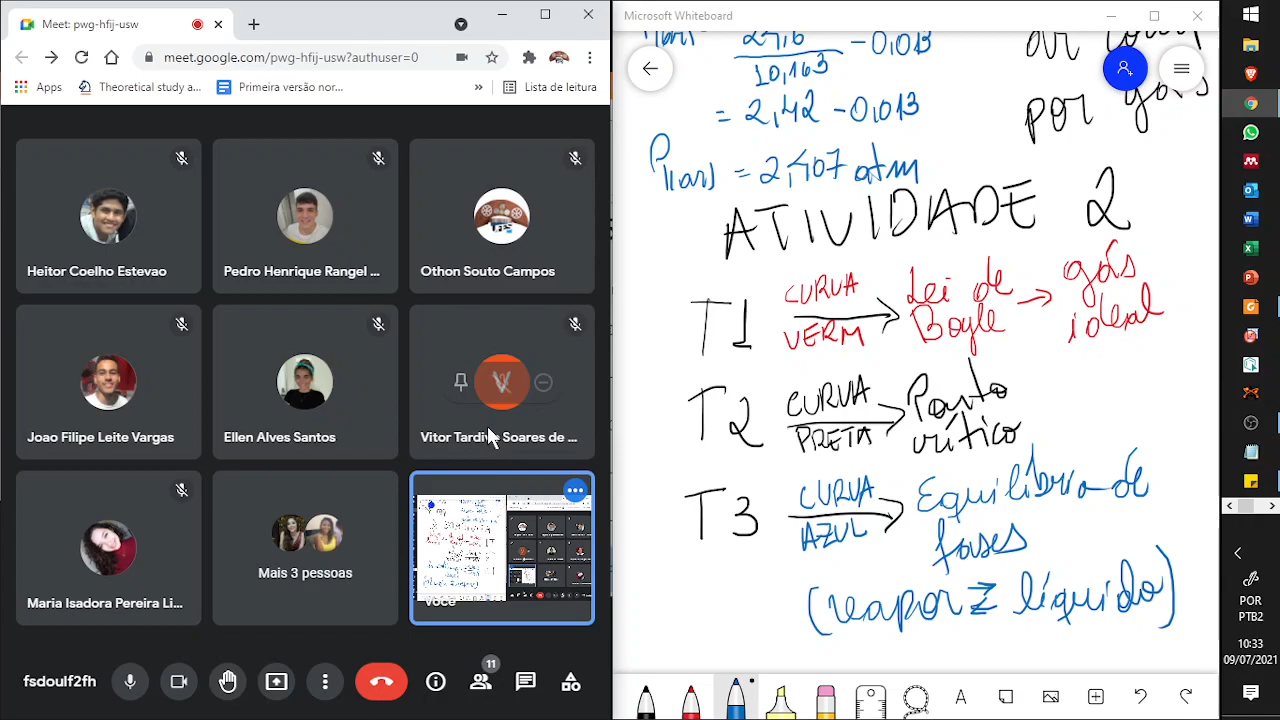 Meet: pwg-hfij-usw
meet.google.com/pwg-hfij-usw?authuser=0
Apps
Theoretical study a...
Primeira versão nor...
»
Lista de leitura
Heitor Coelho Estevao
Pedro Henrique Rangel ...
Othon Souto Campos
Joao Filipe Leite Vargas
Ellen Alves Santos
Vitor Tardivo Soares de ...
Maria Isadora Pereira Li...
Mais 3 pessoas
Você
fsdoulf2fh
11
Microsoft Whiteboard
24,6 - 0,013
10,163
= 2,42 - 0,013
por gás
P(ar) = 2,407 atm
ATIVIDADE 2
T1 CURVA VERM → Lei de Boyle → gás ideal
T2 CURVA PRETA → Ponto crítico
T3 CURVA AZUL → Equilíbrio de fases
(vapor ⇄ líquido)
POR
PTB2
10:33
09/07/2021